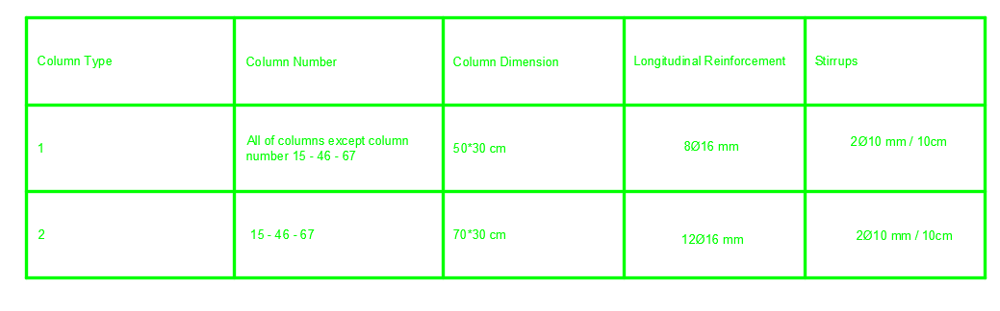 Column Type
Column Number
Column Dimension
Longitudinal Reinforcement
Stirrups
1
All of columns except column
number 15 - 46 - 67
50*30 cm
8Ø16 mm
2Ø10 mm / 10cm
2
15 - 46 - 67
70*30 cm
12Ø16 mm
2Ø10 mm / 10cm